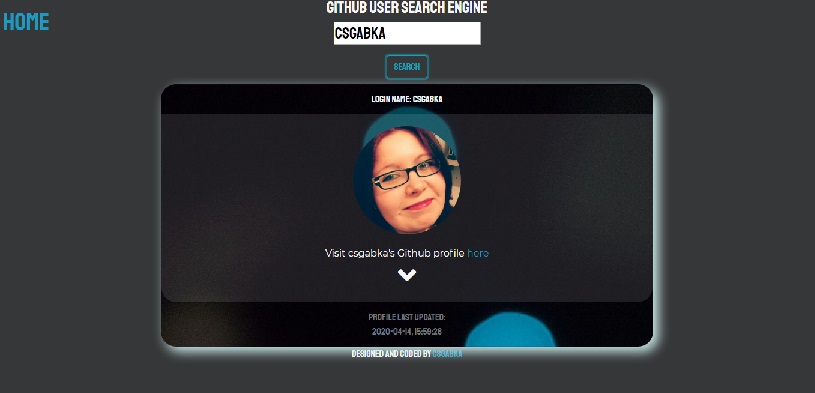 HOME
GITHUB USER SEARCH ENGINE
CSGABKA
SEARCH
LOGIN NAME: CSGABKA
Visit csgabka's Github profile here
PROFILE LAST UPDATED:
2020-04-14, 15:59:28
DESIGNED AND CODED BY CSGABKA